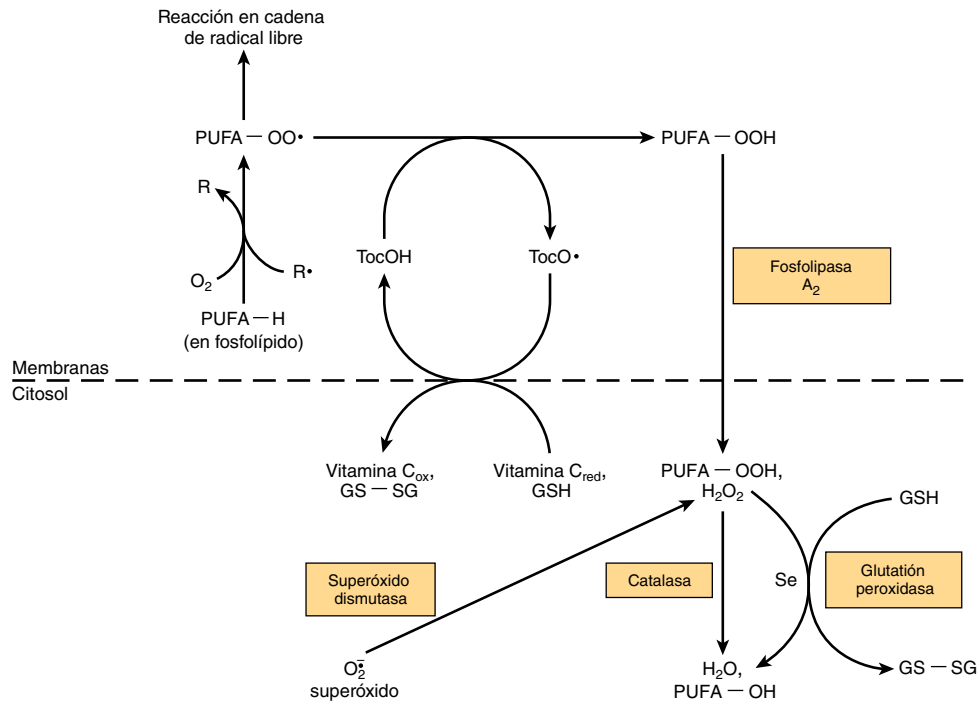 Reacción en cadena
de radical libre
PUFA — OO•
PUFA — OOH
R
O₂
R•
TocOH
TocO•
Fosfolipasa
A₂
PUFA — H
(en fosfolípido)
Membranas
Citosol
Vitamina Cox,
GS — SG
Vitamina Cred,
GSH
PUFA — OOH,
H₂O₂
GSH
Superóxido
dismutasa
Catalasa
Se
Glutatión
peroxidasa
O₂•̄
superóxido
H₂O,
PUFA — OH
GS — SG